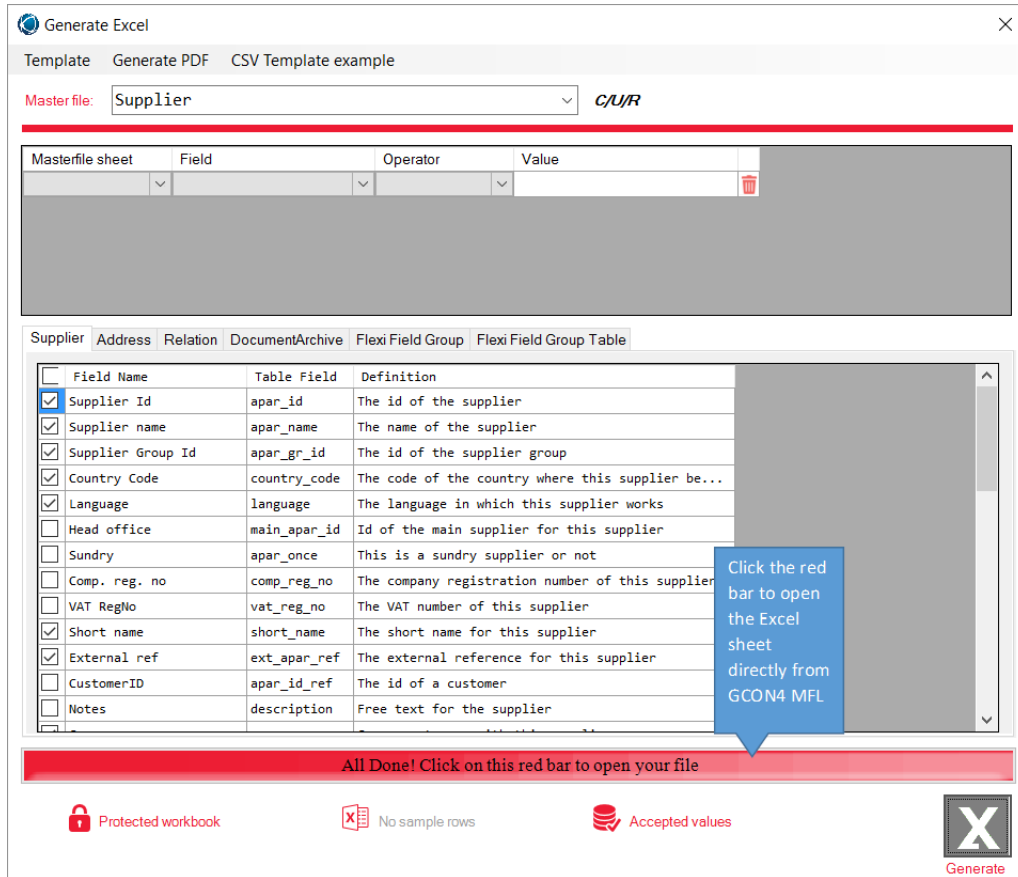 Generate Excel
Template Generate PDF CSV Template example
Master file: Supplier C/U/R
Masterfile sheet Field Operator Value
Supplier Address Relation DocumentArchive Flexi Field Group Flexi Field Group Table
Field Name Table Field Definition
Supplier Id apar_id The id of the supplier
Supplier name apar_name The name of the supplier
Supplier Group Id apar_gr_id The id of the supplier group
Country Code country_code The code of the country where this supplier be...
Language language The language in which this supplier works
Head office main_apar_id Id of the main supplier for this supplier
Sundry apar_once This is a sundry supplier or not
Comp. reg. no comp_reg_no The company registration number of this supplier
VAT RegNo vat_reg_no The VAT number of this supplier
Short name short_name The short name for this supplier
External ref ext_apar_ref The external reference for this supplier
CustomerID apar_id_ref The id of a customer
Notes description Free text for the supplier
Click the red
bar to open
the Excel
sheet
directly from
GCON4 MFL
All Done! Click on this red bar to open your file
Protected workbook No sample rows Accepted values
Generate